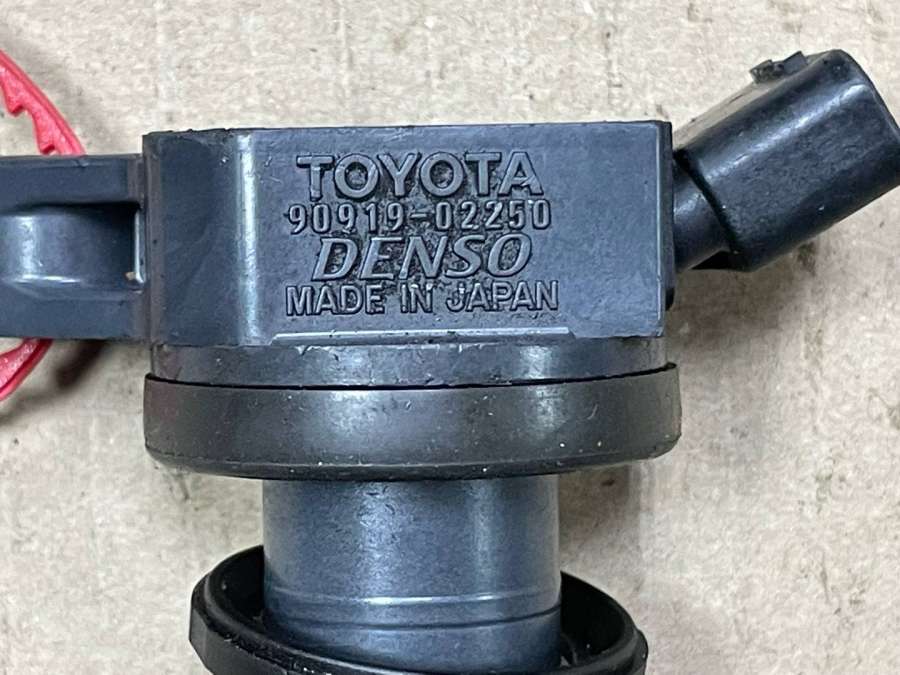 TOYOTA
90919-02250
DENSO
MADE IN JAPAN